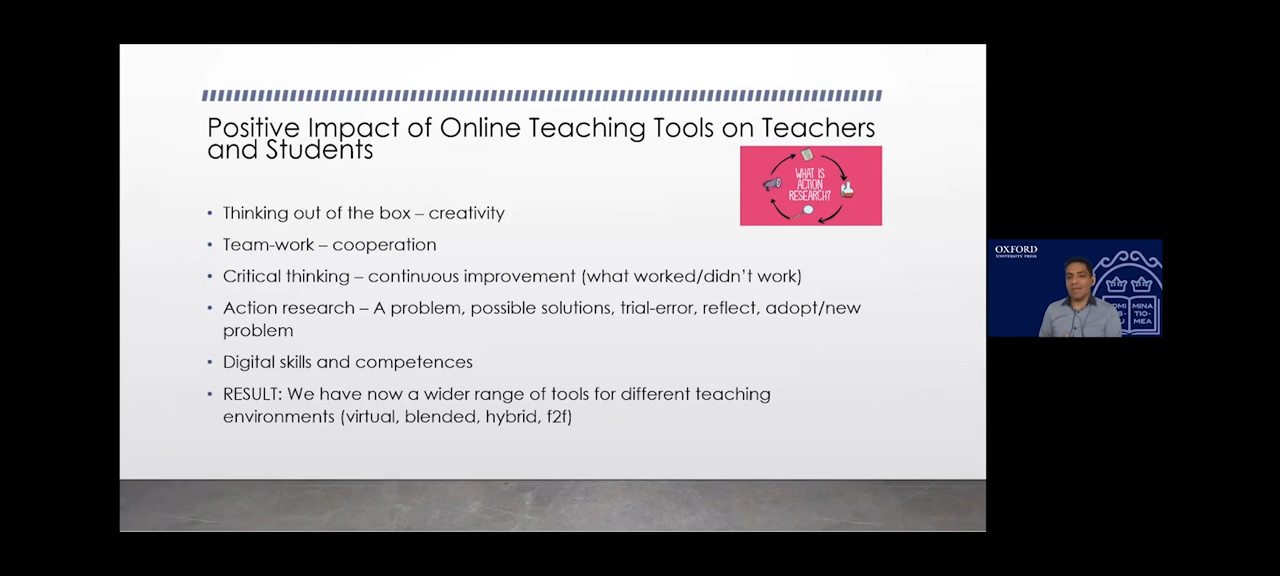 Positive Impact of Online Teaching Tools on Teachers
and Students
WHAT IS
ACTION
RESEARCH?
• Thinking out of the box – creativity
• Team-work – cooperation
• Critical thinking – continuous improvement (what worked/didn't work)
• Action research – A problem, possible solutions, trial-error, reflect, adopt/new
problem
• Digital skills and competences
• RESULT: We have now a wider range of tools for different teaching
environments (virtual, blended, hybrid, f2f)
OXFORD
UNIVERSITY PRESS
MINA
TIO
MEA